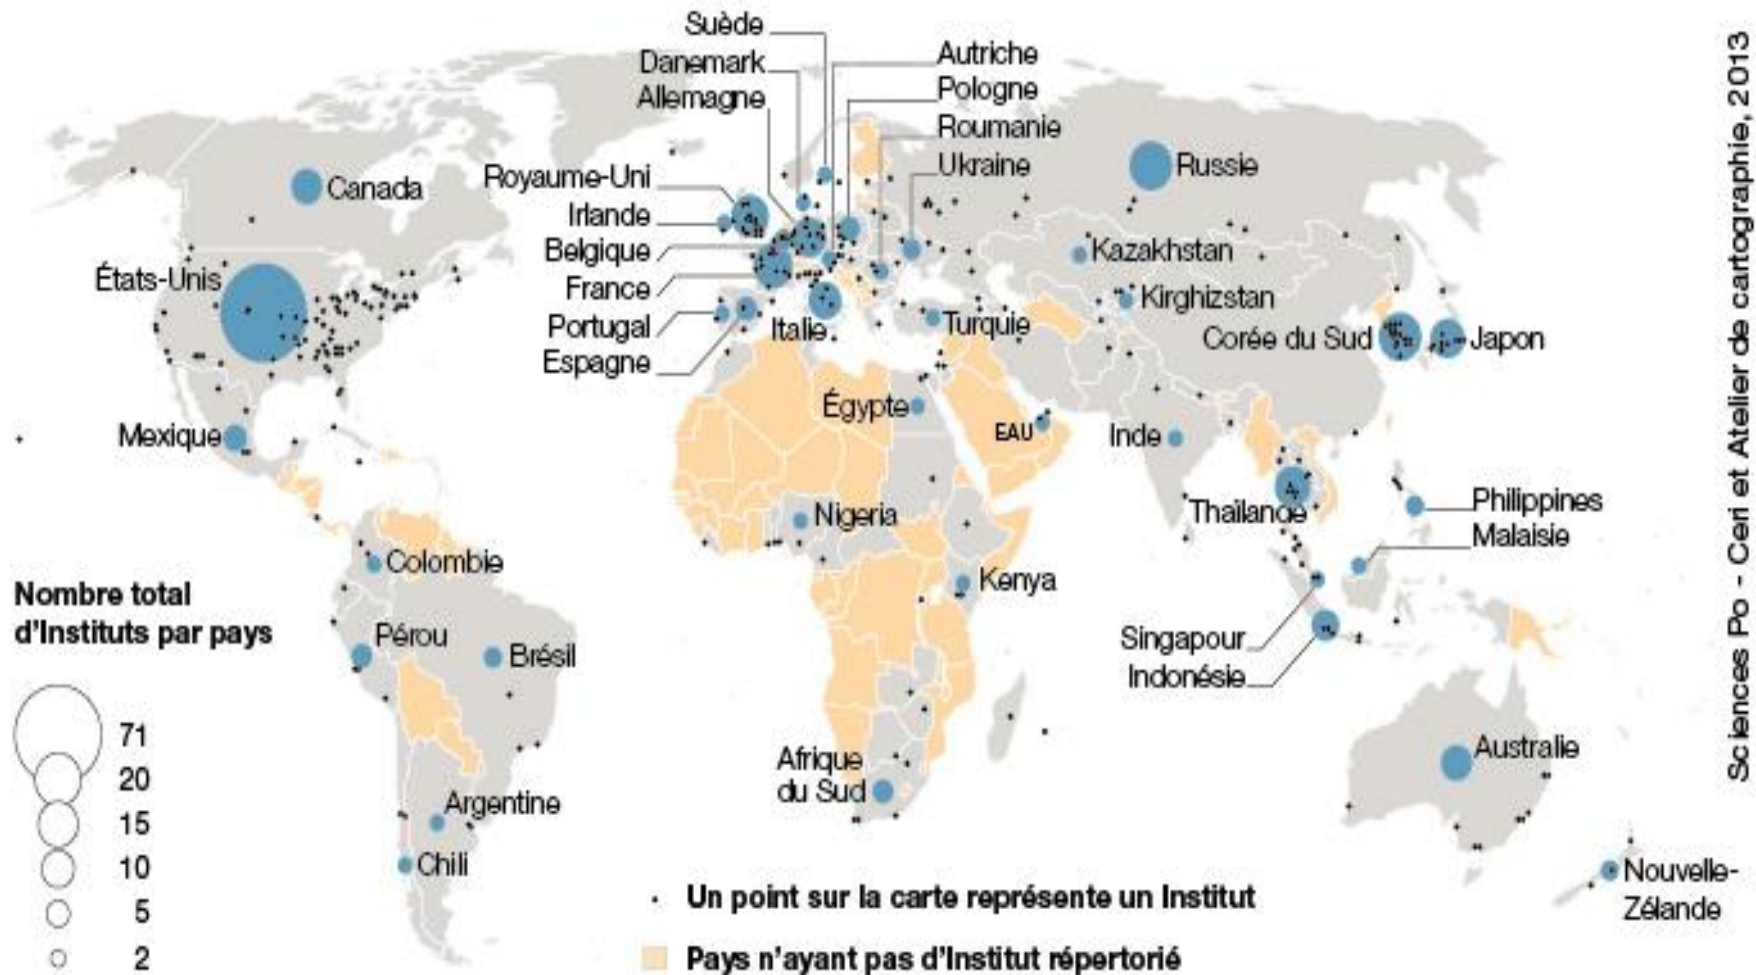 Suède
Danemark
Allemagne
Autriche
Pologne
Roumanie
Ukraine
Royaume-Uni
Irlande
Belgique
France
Portugal
Espagne
Italie
Canada
États-Unis
Mexique
Russie
Kazakhstan
Kirghizstan
Turquie
Corée du Sud
Japon
Égypte
EAU
Inde
Nigeria
Kenya
Thaïlande
Philippines
Malaisie
Singapour
Indonésie
Colombie
Pérou
Brésil
Argentine
Chili
Afrique
du Sud
Australie
Nouvelle-
Zélande
Nombre total
d'Instituts par pays
71
20
15
10
5
2
Un point sur la carte représente un Institut
Pays n'ayant pas d'Institut répertorié
Sciences Po - Ceri et Atelier de cartographie, 2013